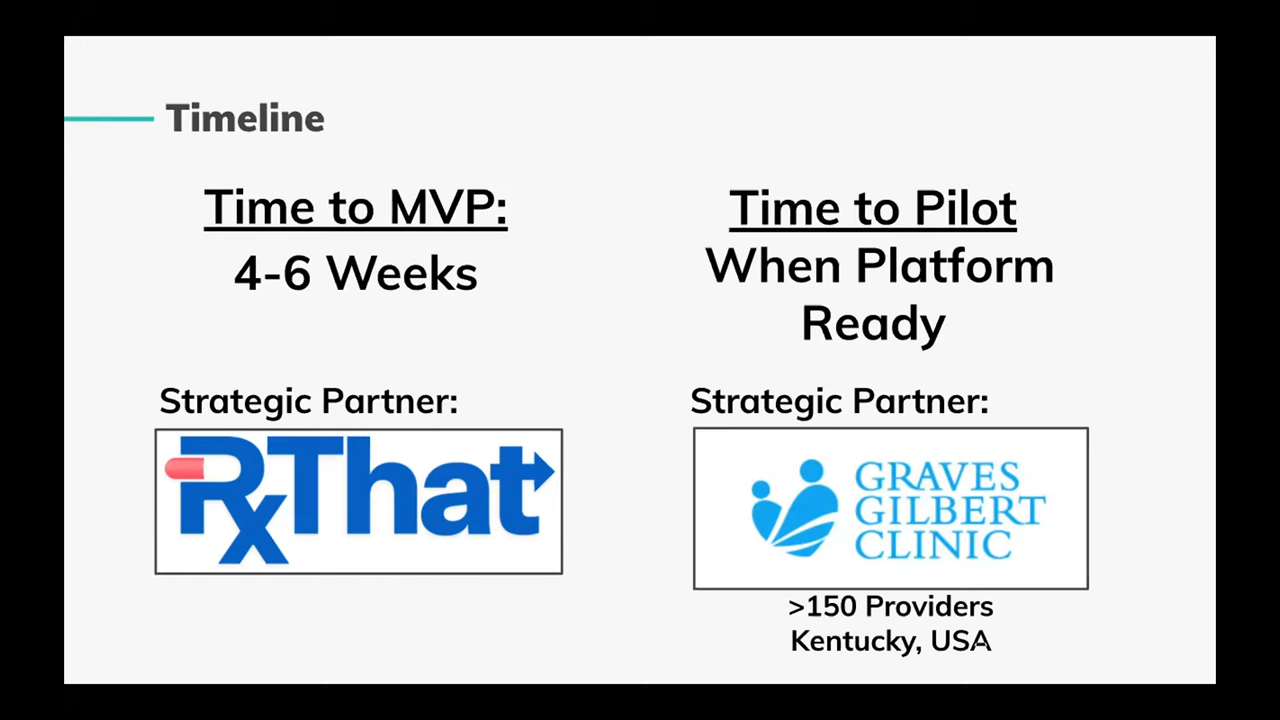 Timeline
Time to MVP:
4-6 Weeks
Strategic Partner:
RxThat
Time to Pilot
When Platform
Ready
Strategic Partner:
GRAVES
GILBERT
CLINIC
>150 Providers
Kentucky, USA